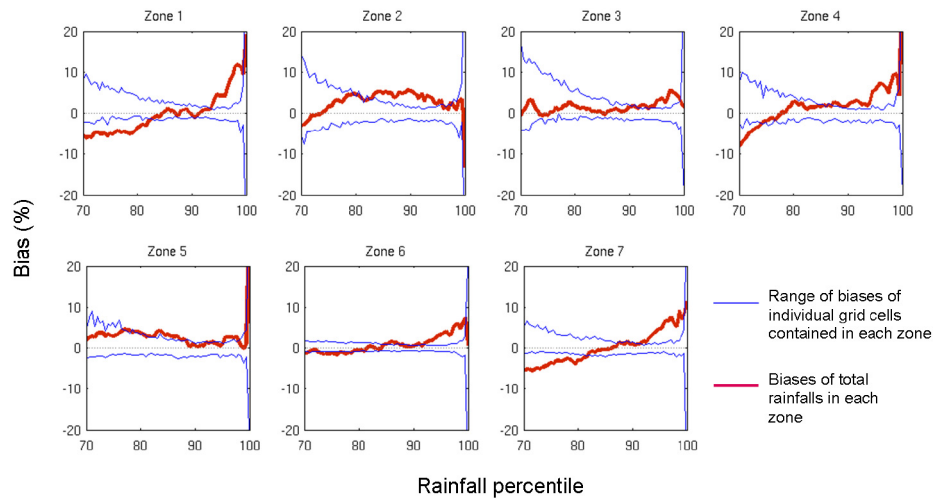 Zone 1
Zone 2
Zone 3
Zone 4
20
10
0
-10
-20
70 80 90 100
20
10
0
-10
-20
70 80 90 100
20
10
0
-10
-20
70 80 90 100
20
10
0
-10
-20
70 80 90 100
Bias (%)
Zone 5
Zone 6
Zone 7
20
10
0
-10
-20
70 80 90 100
20
10
0
-10
-20
70 80 90 100
20
10
0
-10
-20
70 80 90 100
Range of biases of
individual grid cells
contained in each zone
Biases of total
rainfalls in each
zone
Rainfall percentile